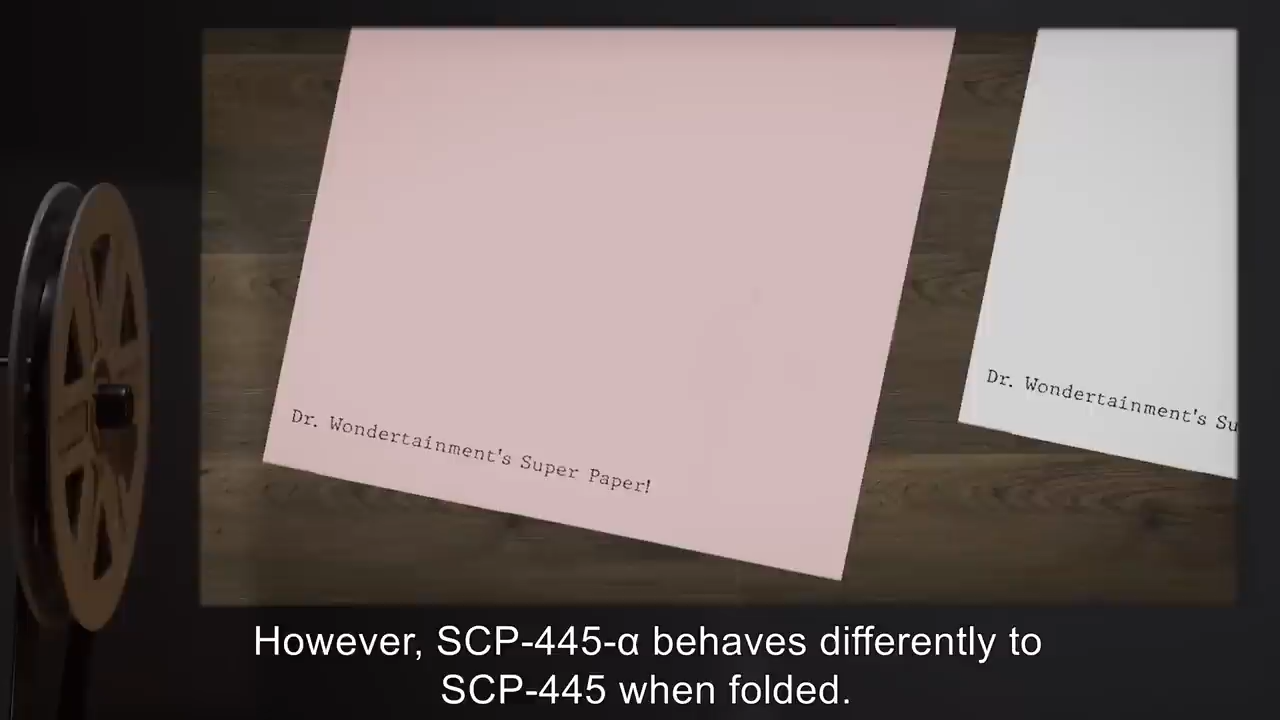 Dr. Wondertainment's Super Paper!
Dr. Wondertainment's Su
However, SCP-445-α behaves differently to
SCP-445 when folded.